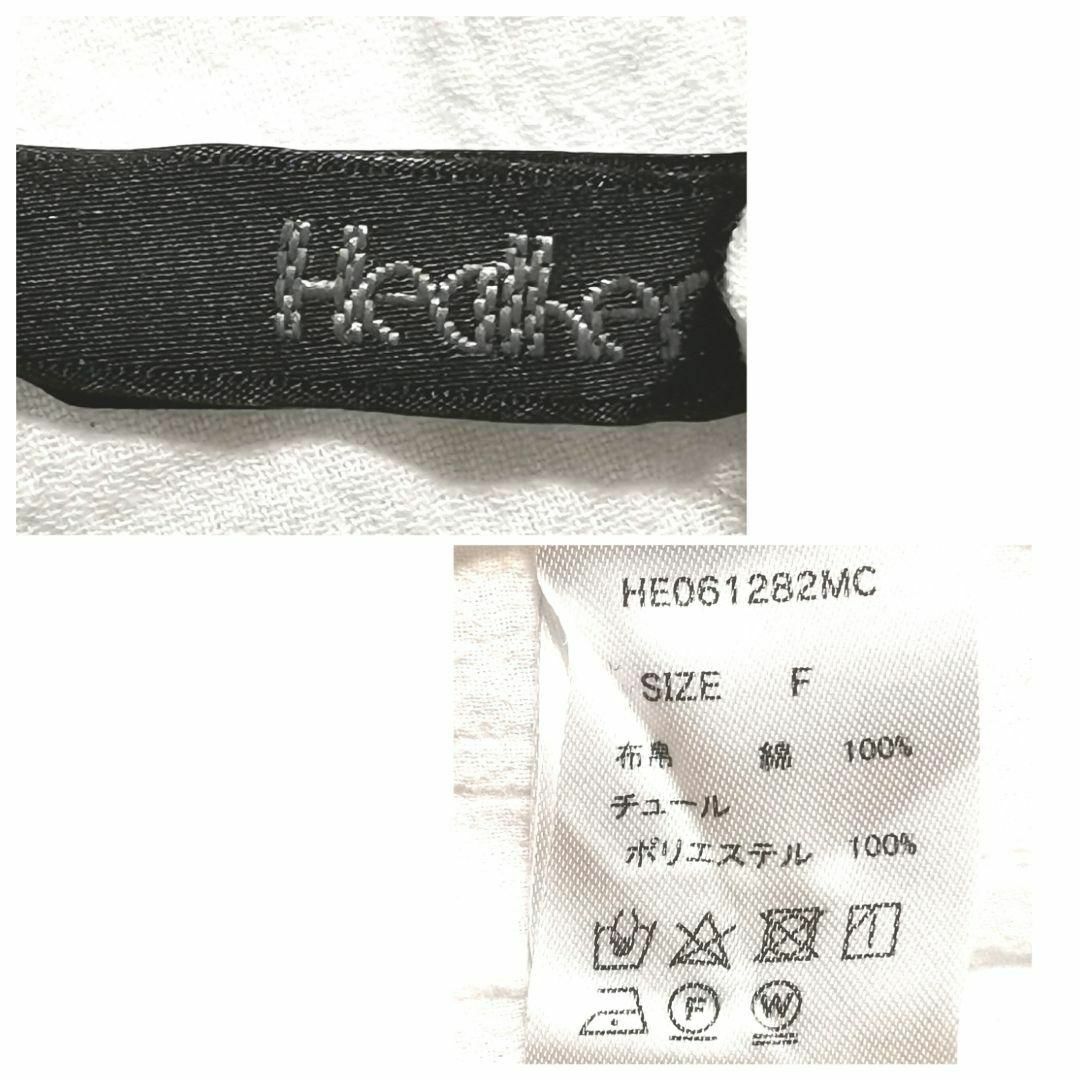 Heather
HE061282MC
SIZE F
布帛 綿 100%
チュール
ポリエステル 100%
F W